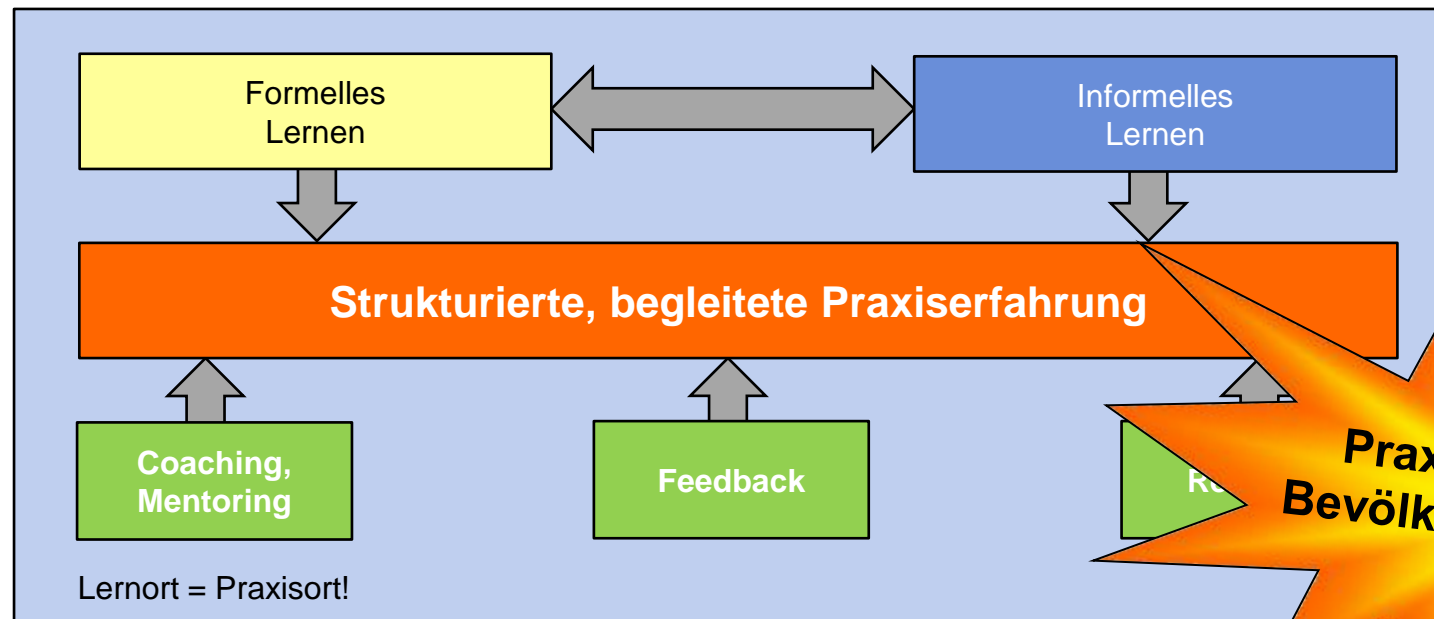 Formelles
Lernen
Informelles
Lernen
Strukturierte, begleitete Praxiserfahrung
Coaching,
Mentoring
Feedback
Lernort = Praxisort!